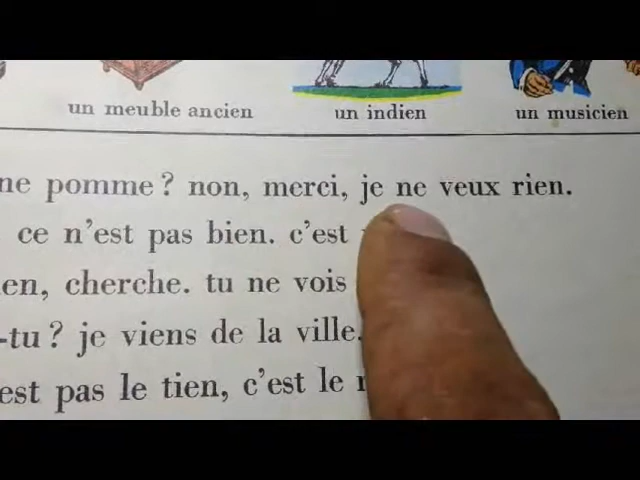 un meuble ancien un indien un musicien
ne pomme? non, merci, je ne veux rien.
ce n'est pas bien. c'est
en, cherche. tu ne vois
-tu? je viens de la ville.
est pas le tien, c'est le